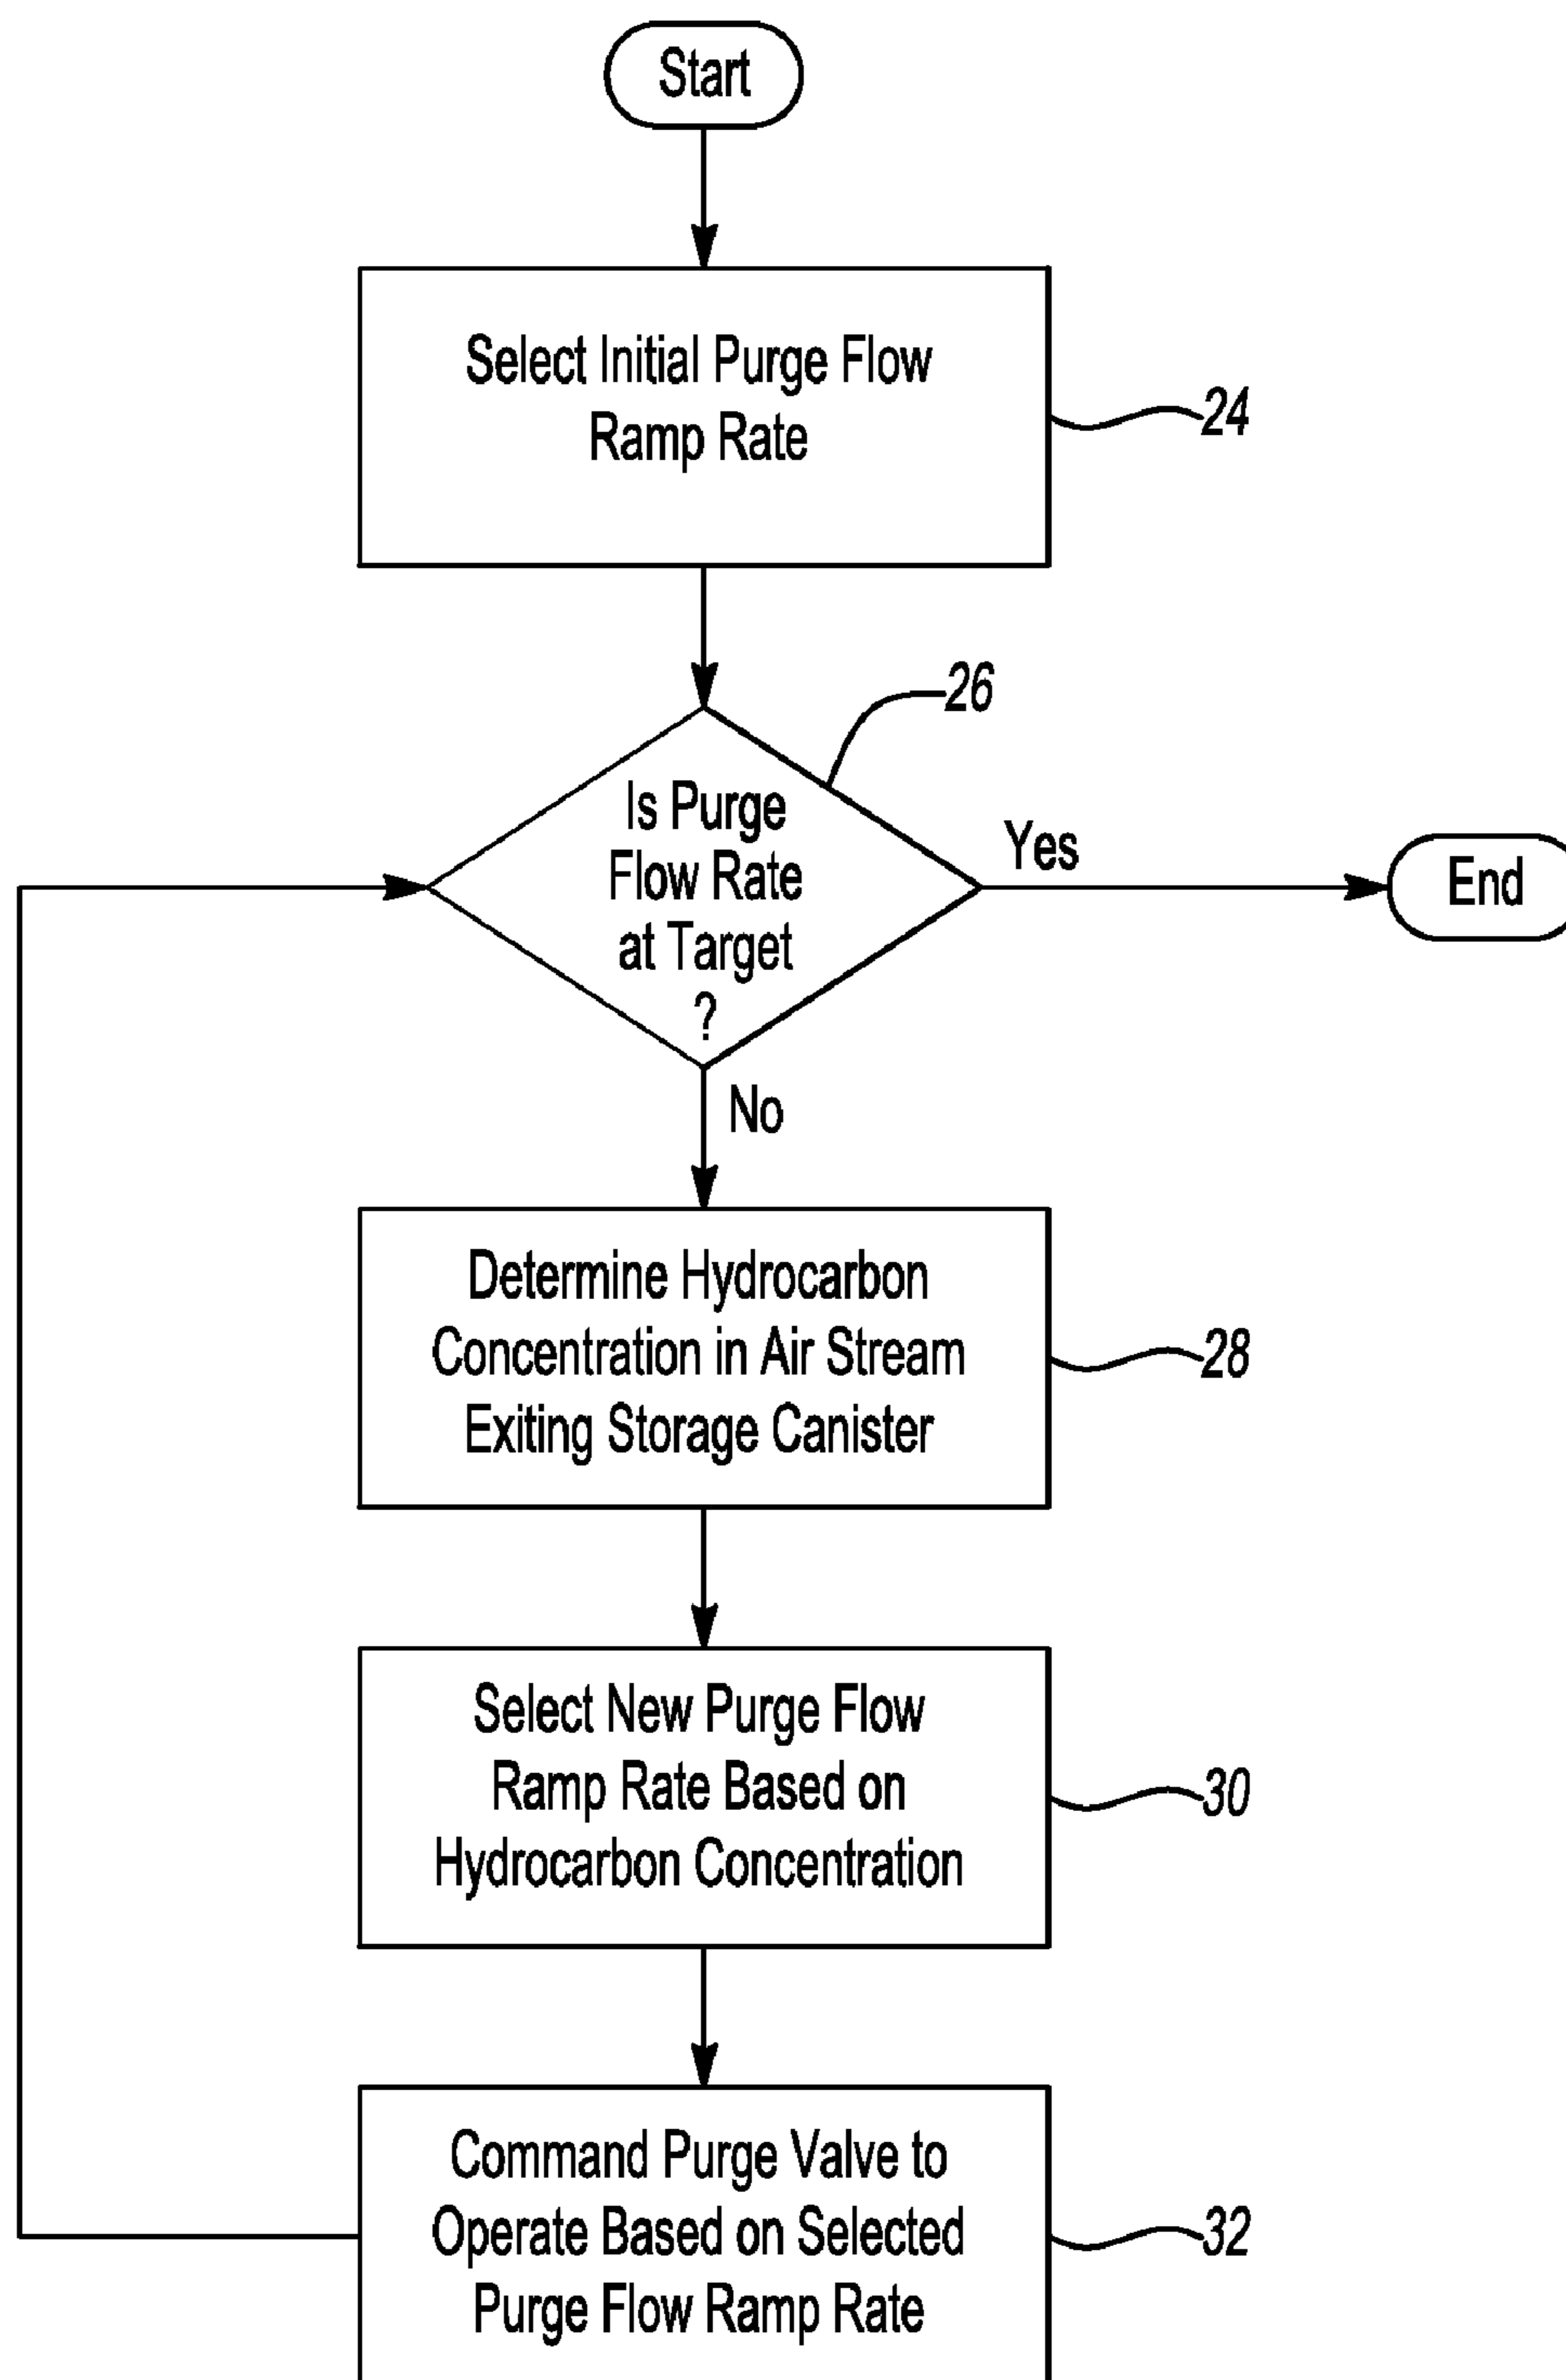 Start
Select Initial Purge Flow
Ramp Rate
24
26
Is Purge
Flow Rate
at Target
?
Yes
End
No
Determine Hydrocarbon
Concentration in Air Stream
Exiting Storage Canister
28
Select New Purge Flow
Ramp Rate Based on
Hydrocarbon Concentration
30
Command Purge Valve to
Operate Based on Selected
Purge Flow Ramp Rate
32